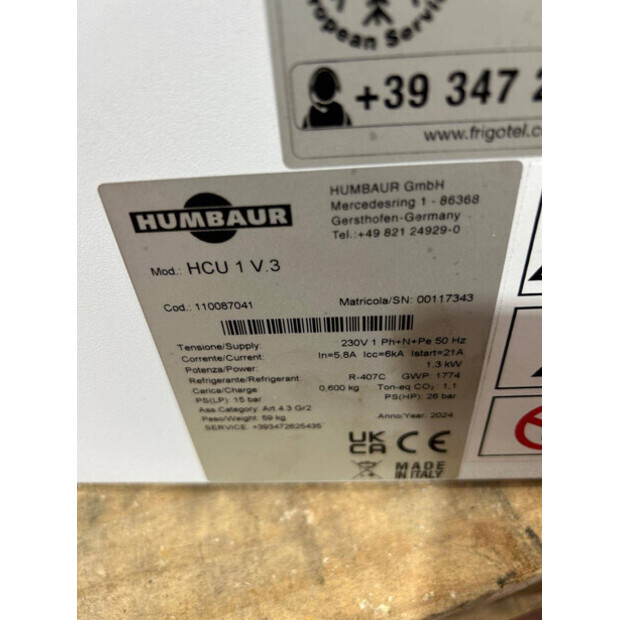 European Service
+39 347 2
www.frigotel.c
HUMBAUR
HUMBAUR GmbH
Mercedesring 1 - 86368
Gersthofen-Germany
Tel.:+49 821 24929-0
Mod.: HCU 1 V.3
Cod.: 110087041 Matricola/SN: 00117343
Tensione/Supply: 230V 1 Ph+N+Pe 50 Hz
Corrente/Current: In=5.8A Icc=6kA Istart=21A
Potenza/Power: 1,3 kW
Refrigerante/Refrigerant R-407C GWP: 1774
Carica/Charge 0,600 kg Ton-eq CO2: 1,1
PS(LP): 15 bar PS(HP): 26 bar
Ass.Category: Art.4.3 Gr2
Peso/Weight: 59 kg Anno/Year: 2024
SERVICE: +393472625435
UK CA CE
MADE IN ITALY